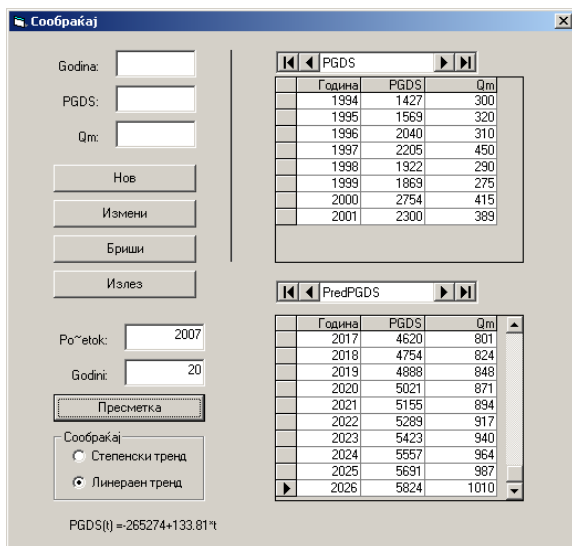 Сообраќај
Godina:
PGDS:
Qm:
Нов
Измени
Бриши
Излез
Po~etok: 2007
Godini: 20
Пресметка
Сообраќај
Степенски тренд
Линераен тренд
PGDS(t) =-265274+133.81*t
PGDS
Година PGDS Qm
1994 1427 300
1995 1569 320
1996 2040 310
1997 2205 450
1998 1922 290
1999 1869 275
2000 2754 415
2001 2300 389
PredPGDS
Година PGDS Qm
2017 4620 801
2018 4754 824
2019 4888 848
2020 5021 871
2021 5155 894
2022 5289 917
2023 5423 940
2024 5557 964
2025 5691 987
2026 5824 1010